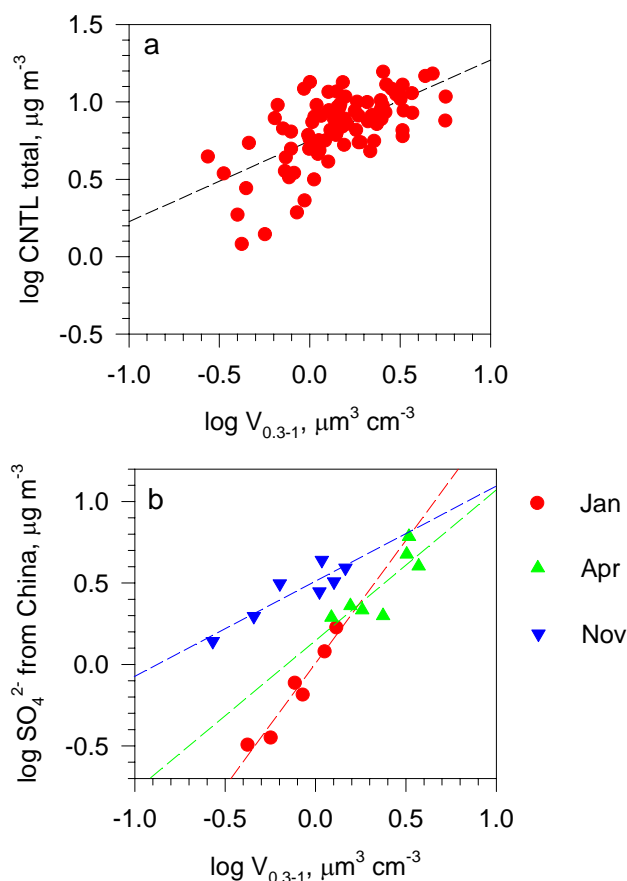 a
1.5
1.0
0.5
0.0
-0.5
log CNTL total, μg m⁻³
-1.0 -0.5 0.0 0.5 1.0
log V₀.₃₋₁, μm³ cm⁻³
b
1.0
0.5
0.0
-0.5
log SO₄²⁻ from China, μg m⁻³
-1.0 -0.5 0.0 0.5 1.0
log V₀.₃₋₁, μm³ cm⁻³
Jan
Apr
Nov